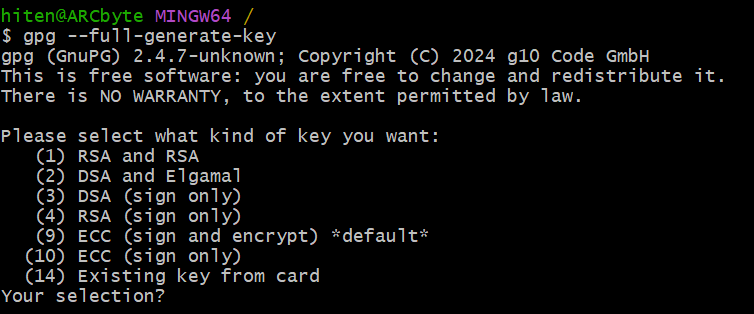 hiten@ARCbyte MINGW64 /
$ gpg --full-generate-key
gpg (GnuPG) 2.4.7-unknown; Copyright (C) 2024 g10 Code GmbH
This is free software: you are free to change and redistribute it.
There is NO WARRANTY, to the extent permitted by law.

Please select what kind of key you want:
   (1) RSA and RSA
   (2) DSA and Elgamal
   (3) DSA (sign only)
   (4) RSA (sign only)
   (9) ECC (sign and encrypt) *default*
  (10) ECC (sign only)
  (14) Existing key from card
Your selection?